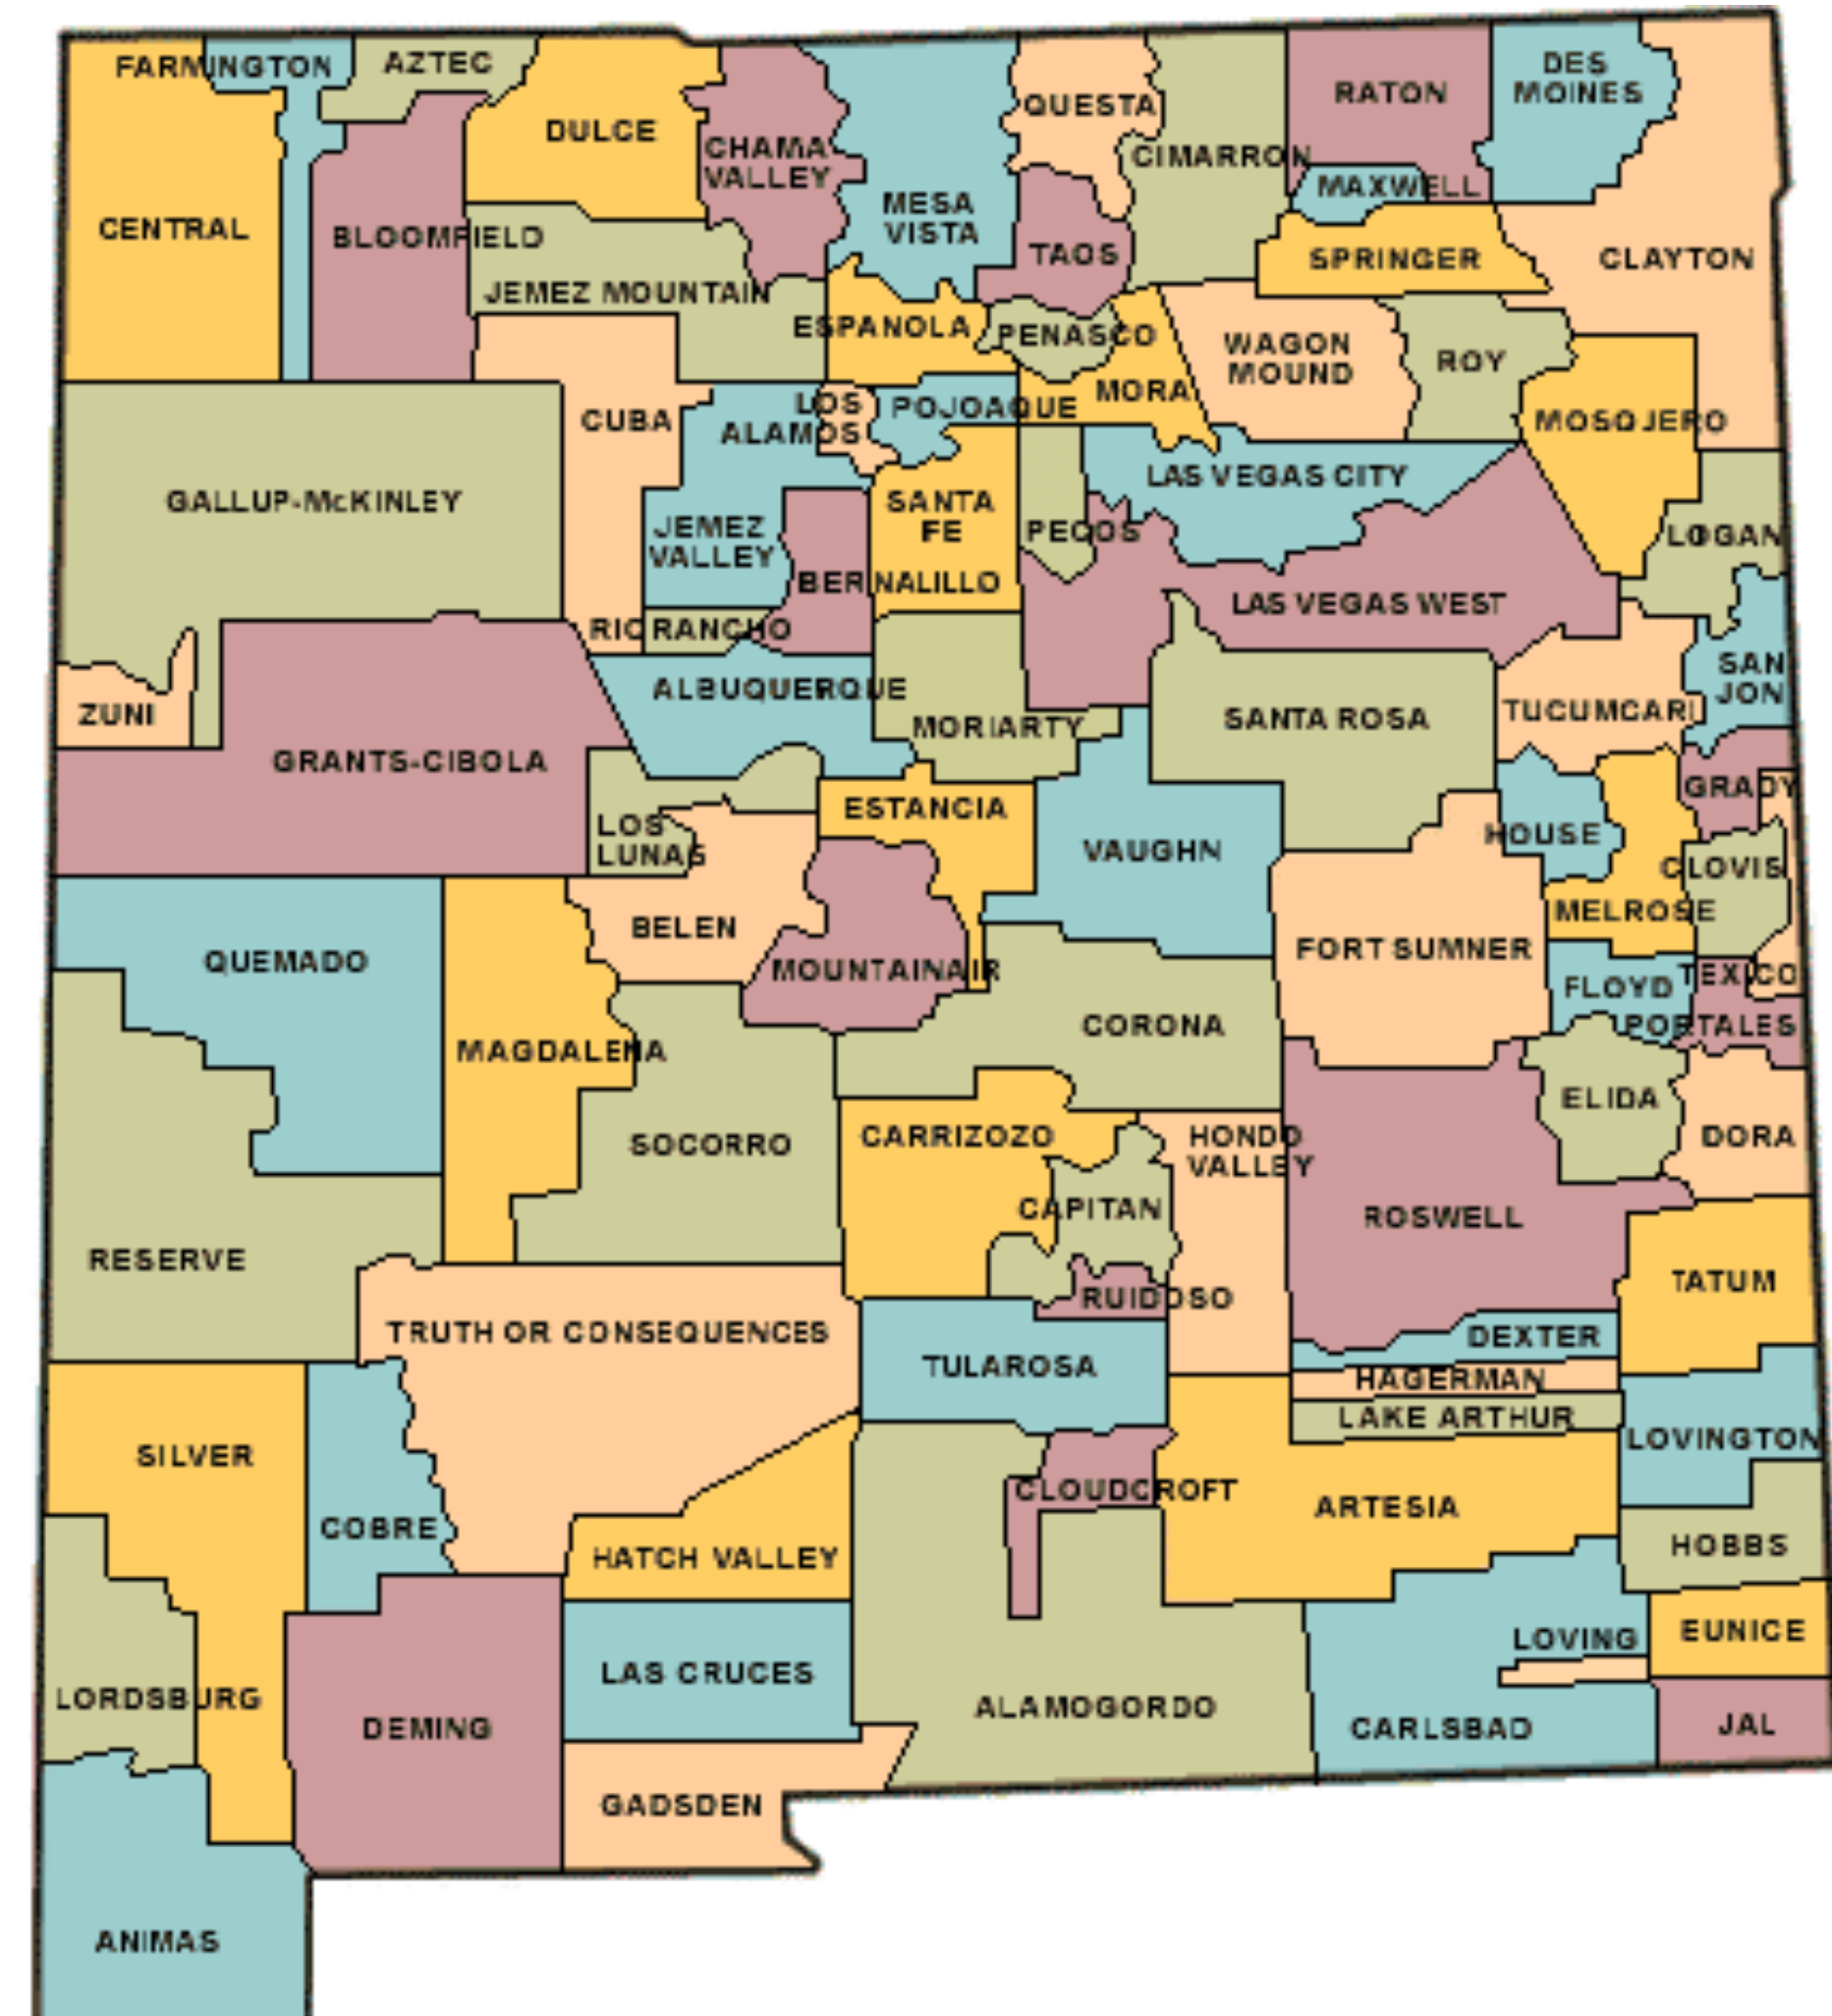 FARMINGTON
AZTEC
DULCE
CHAMA
VALLEY
MESA
VISTA
QUESTA
CIMARRON
RATON
DES
MOINES
MAXWELL
CENTRAL
BLOOMFIELD
JEMEZ MOUNTAIN
TAOS
SPRINGER
CLAYTON
ESPANOLA
PENASCO
WAGON
MOUND
ROY
MORA
CUBA
LOS
ALAMOS
POJOAQUE
MOSQJERO
GALLUP-McKINLEY
JEMEZ
VALLEY
SANTA
FE
PECOS
LAS VEGAS CITY
LOGAN
BERNALILLO
LAS VEGAS WEST
RIO RANCHO
ZUNI
ALBUQUERQUE
MORIARTY
SANTA ROSA
TUCUMCARI
SAN
JON
GRANTS-CIBOLA
LOS
LUNAS
ESTANCIA
VAUGHN
HOUSE
GRADY
CLOVIS
BELEN
MELROSE
QUEMADO
MOUNTAINAIR
FORT SUMNER
FLOYD
TEXICO
MAGDALENA
CORONA
PORTALES
SOCORRO
CARRIZOZO
HONDO
VALLEY
ELIDA
DORA
CAPITAN
ROSWELL
RESERVE
RUIDOSO
TATUM
TRUTH OR CONSEQUENCES
TULAROSA
DEXTER
HAGERMAN
LAKE ARTHUR
LOVINGTON
SILVER
COBRE
CLOUDCROFT
ARTESIA
HATCH VALLEY
HOBBS
LORDSBURG
DEMING
LAS CRUCES
ALAMOGORDO
LOVING
EUNICE
CARLSBAD
JAL
GADSDEN
ANIMAS